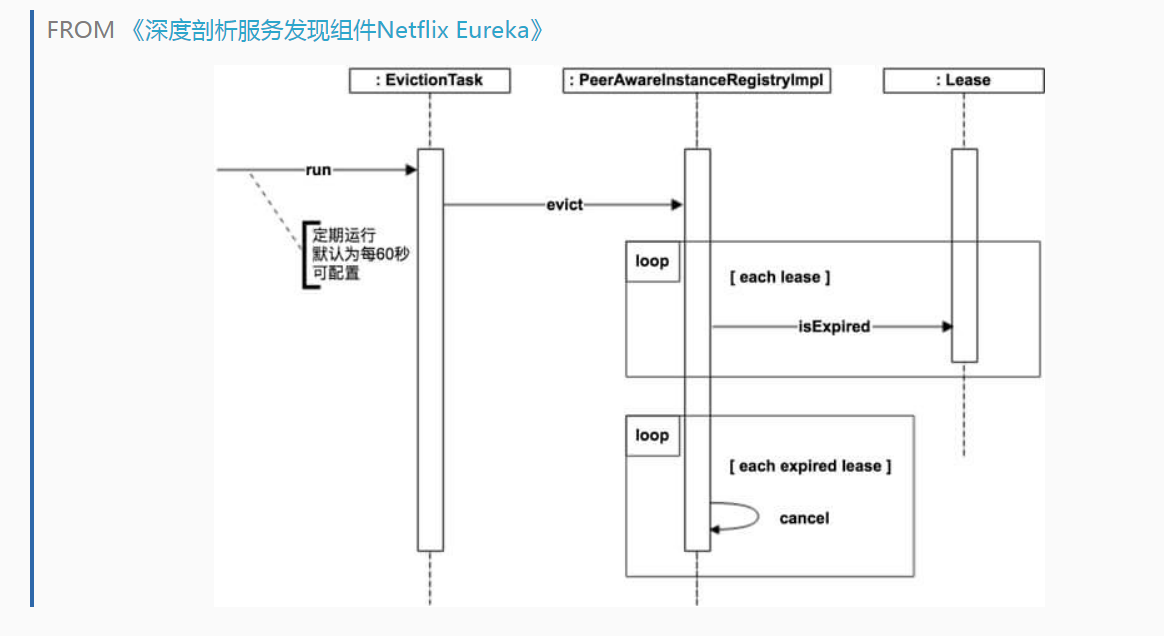 FROM 《深度剖析服务发现组件Netflix Eureka》
: EvictionTask
: PeerAwareInstanceRegistryImpl
: Lease
run
evict
定期运行
默认为每60秒
可配置
loop
[ each lease ]
isExpired
loop
[ each expired lease ]
cancel